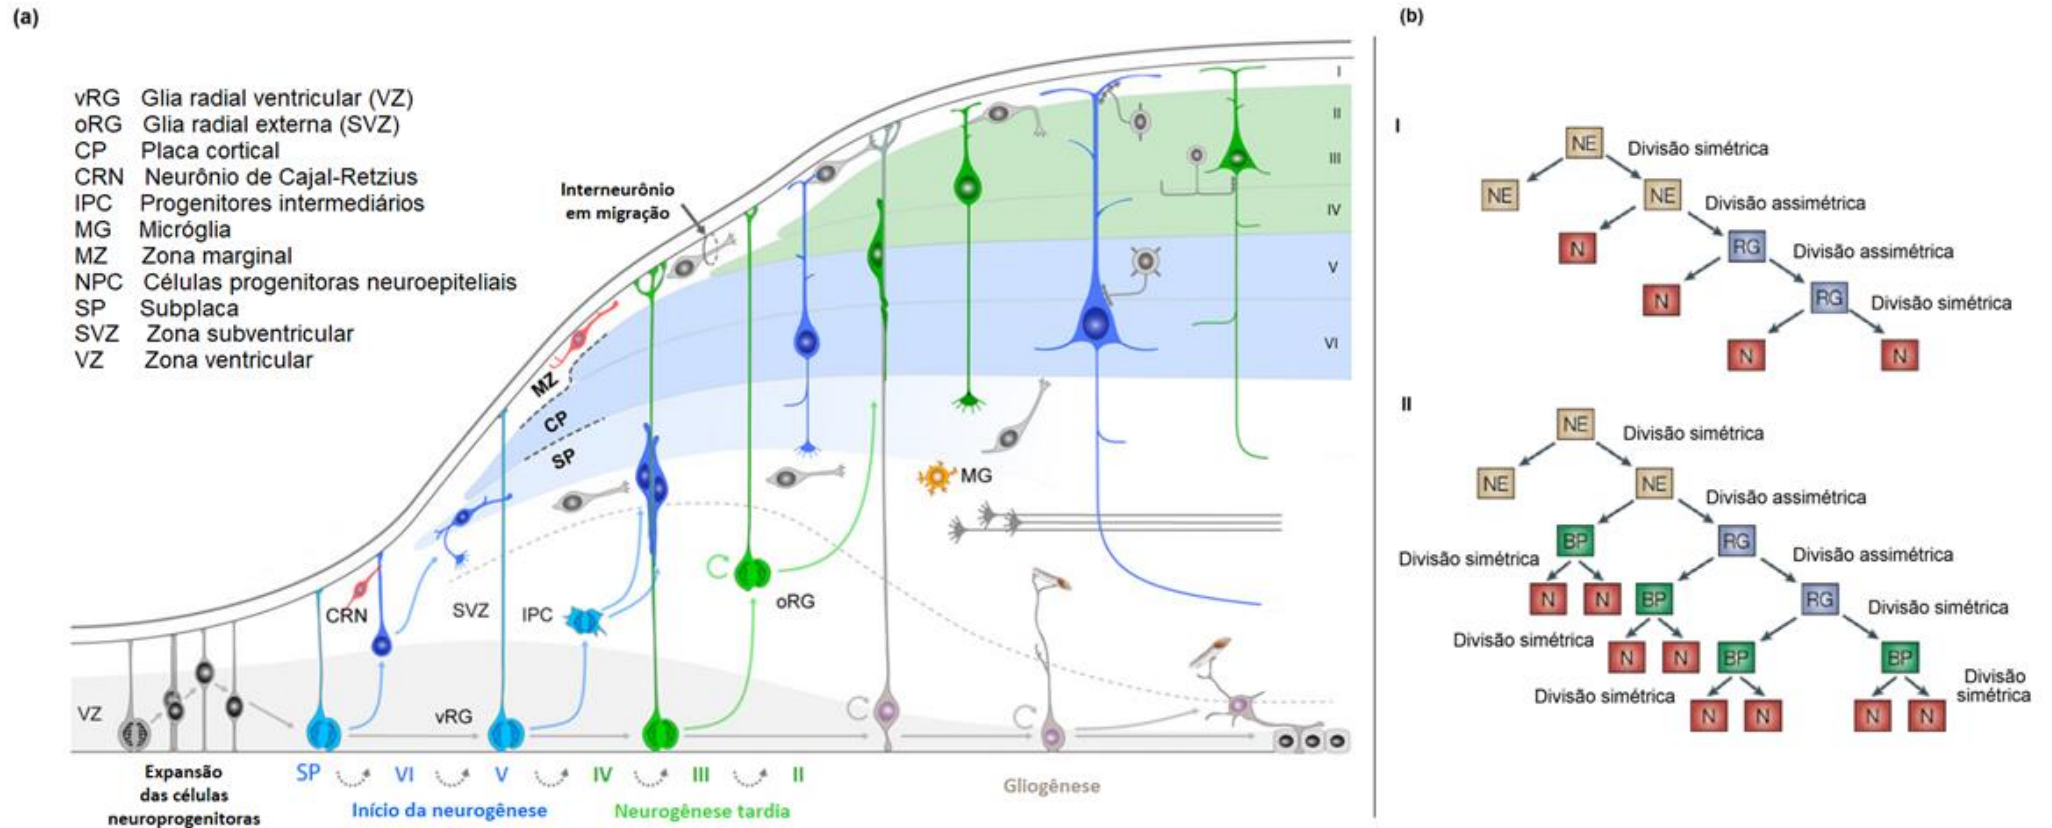 (a)
vRG Glia radial ventricular (VZ)
oRG Glia radial externa (SVZ)
CP Placa cortical
CRN Neurônio de Cajal-Retzius
IPC Progenitores intermediários
MG Micróglia
MZ Zona marginal
NPC Células progenitoras neuroepiteliais
SP Subplaca
SVZ Zona subventricular
VZ Zona ventricular
Interneurônio
em migração
I
II
III
IV
V
VI
MZ
CP
SP
MG
CRN
SVZ
IPC
oRG
VZ
vRG
Expansão
das células
neuroprogenitoras
SP VI V IV III II
Início da neurogênese
Neurogênese tardia
Gliogênese
(b)
I
NE
Divisão simétrica
NE NE
Divisão assimétrica
N RG
Divisão assimétrica
N RG
Divisão simétrica
N N
II
NE
Divisão simétrica
NE NE
Divisão assimétrica
BP RG
Divisão simétrica
Divisão assimétrica
N N BP RG
Divisão simétrica
Divisão simétrica
N N BP BP
Divisão simétrica
Divisão
simétrica
N N N N